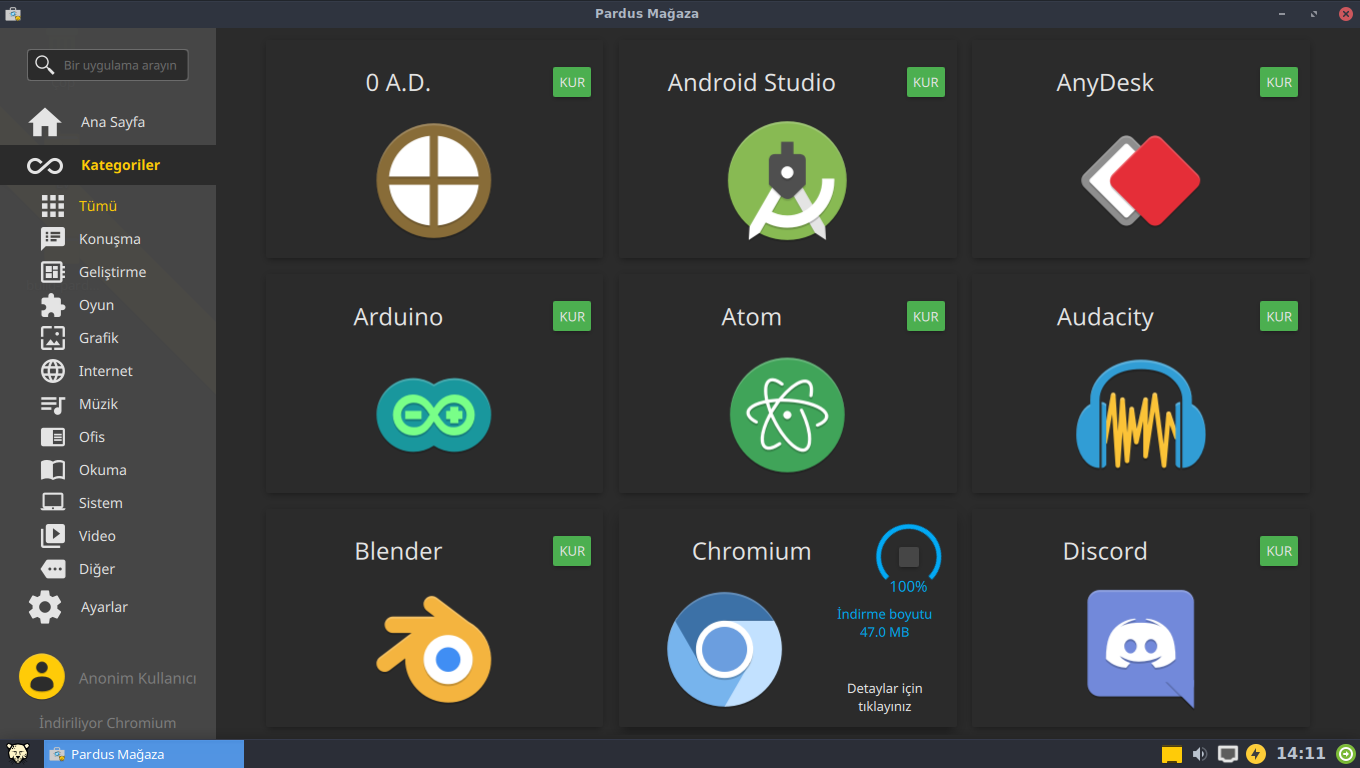 Pardus Mağaza
Bir uygulama arayın
Ana Sayfa
Kategoriler
Tümü
Konuşma
Geliştirme
Oyun
Grafik
Internet
Müzik
Ofis
Okuma
Sistem
Video
Diğer
Ayarlar
Anonim Kullanıcı
İndiriliyor Chromium
0 A.D.
KUR
Android Studio
KUR
AnyDesk
KUR
Arduino
KUR
Atom
KUR
Audacity
KUR
Blender
KUR
Chromium
100%
İndirme boyutu
47.0 MB
Detaylar için
tıklayınız
Discord
KUR
Pardus Mağaza
14:11